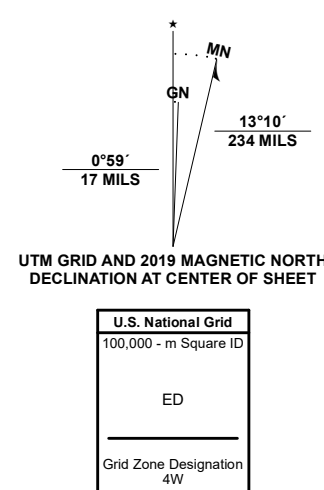 ★
MN
GN
13°10´
234 MILS
0°59´
17 MILS
UTM GRID AND 2019 MAGNETIC NORTH
DECLINATION AT CENTER OF SHEET
U.S. National Grid
100,000 - m Square ID
ED
Grid Zone Designation
4W